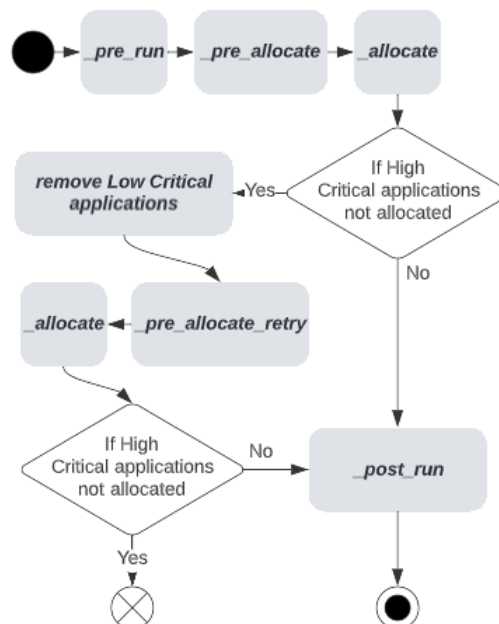 _pre_run
_pre_allocate
_allocate
If High
Critical applications
not allocated
Yes
remove Low Critical
applications
No
_allocate
_pre_allocate_retry
If High
Critical applications
not allocated
No
_post_run
Yes